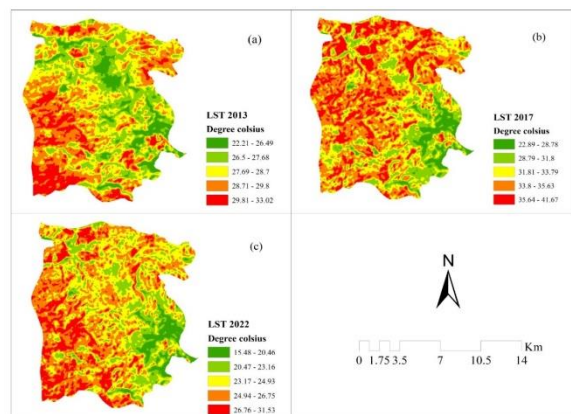 (a)
LST 2013
Degree colsius
22.21 - 26.49
26.5 - 27.68
27.69 - 28.7
28.71 - 29.8
29.81 - 33.02
(b)
LST 2017
Degree colsius
22.89 - 28.78
28.79 - 31.8
31.81 - 33.79
33.8 - 35.63
35.64 - 41.67
(c)
LST 2022
Degree colsius
15.48 - 20.46
20.47 - 23.16
23.17 - 24.93
24.94 - 26.75
26.76 - 31.53
N
Km
0 1.75 3.5 7 10.5 14